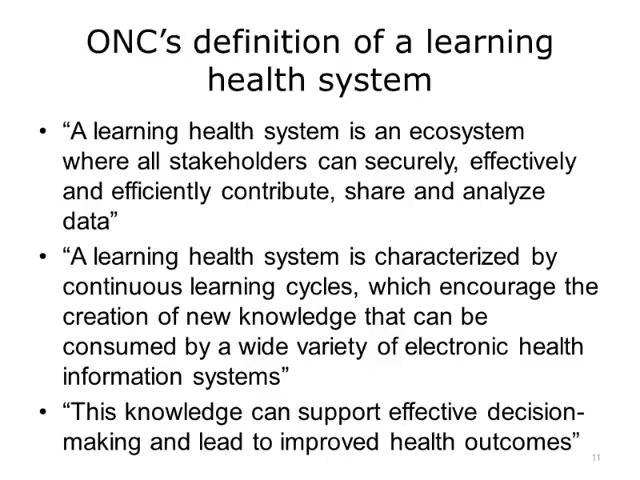 ONC’s definition of a learning
health system
• “A learning health system is an ecosystem
where all stakeholders can securely, effectively
and efficiently contribute, share and analyze
data”
• “A learning health system is characterized by
continuous learning cycles, which encourage the
creation of new knowledge that can be
consumed by a wide variety of electronic health
information systems”
• “This knowledge can support effective decision-
making and lead to improved health outcomes”
11